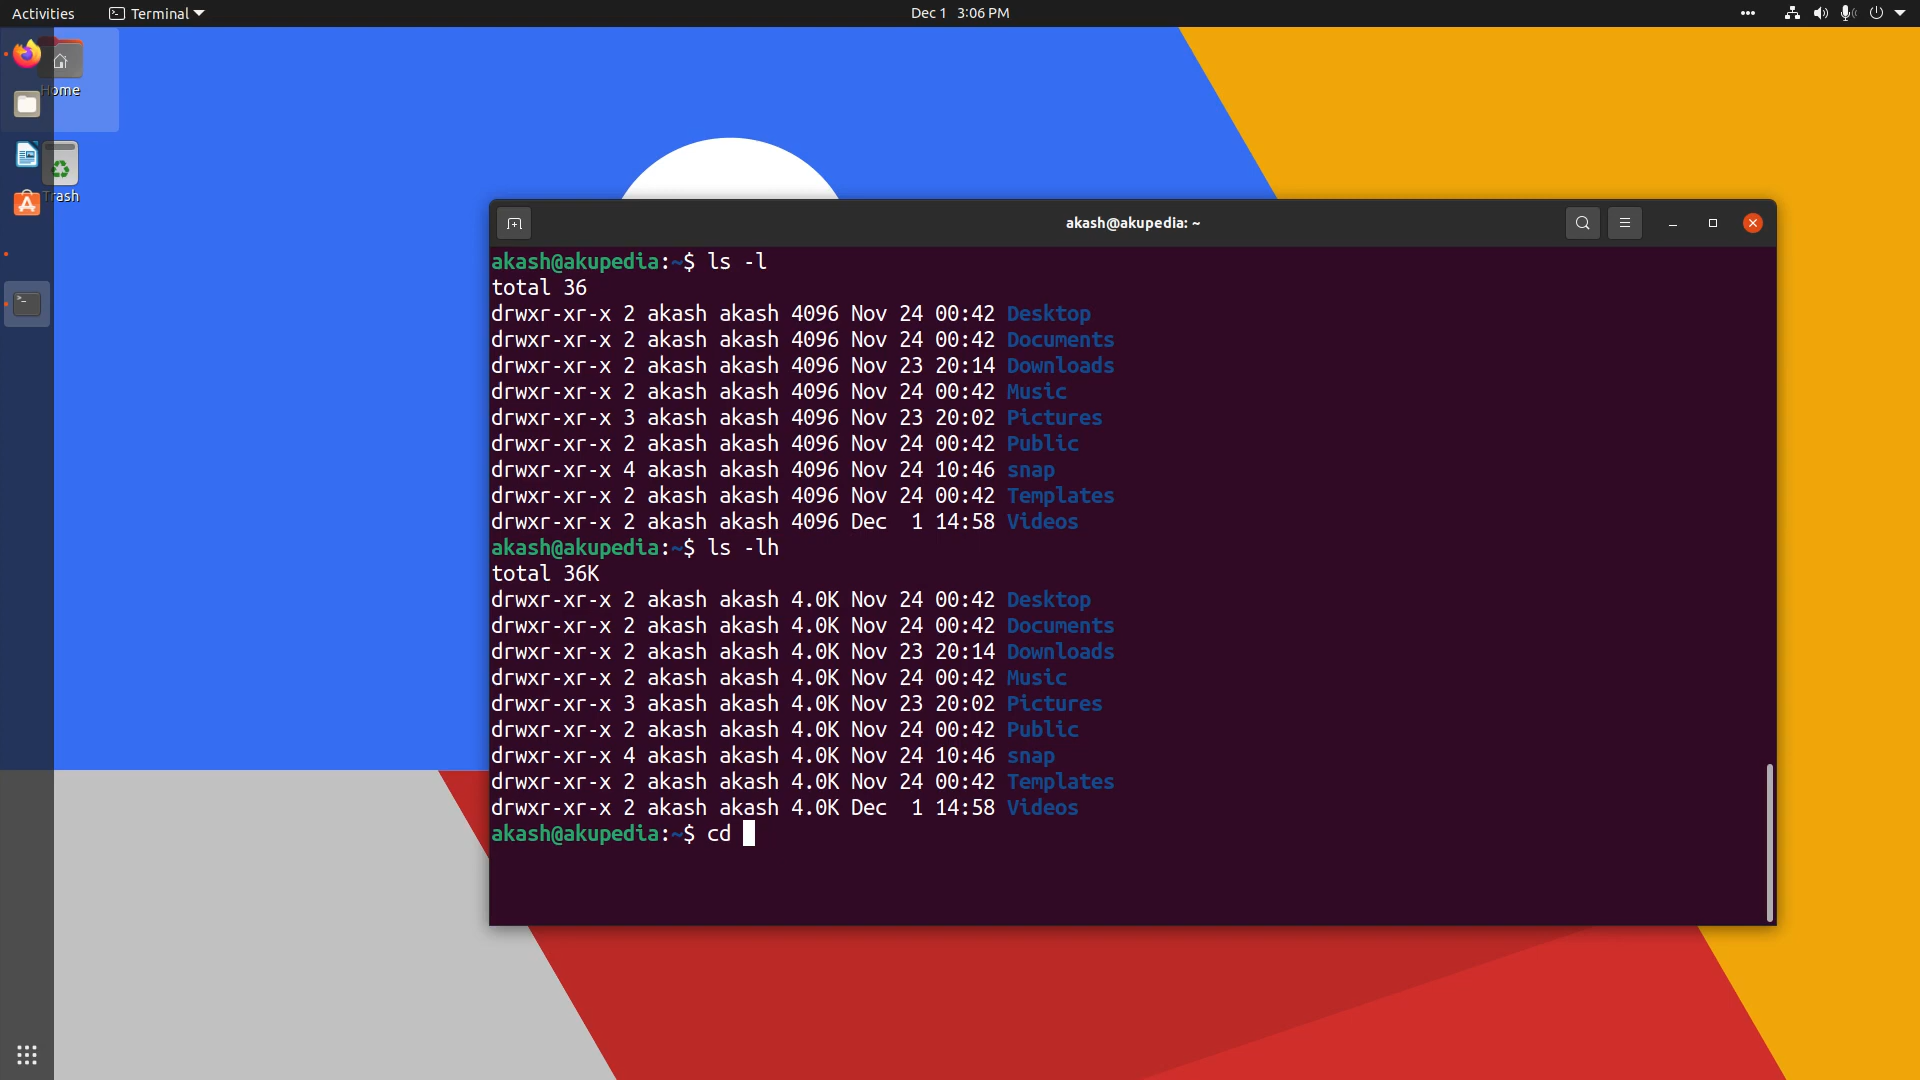 Activities Terminal Dec 1 3:06 PM
Home
Trash
akash@akupedia: ~
akash@akupedia:~$ ls -l
total 36
drwxr-xr-x 2 akash akash 4096 Nov 24 00:42 Desktop
drwxr-xr-x 2 akash akash 4096 Nov 24 00:42 Documents
drwxr-xr-x 2 akash akash 4096 Nov 23 20:14 Downloads
drwxr-xr-x 2 akash akash 4096 Nov 24 00:42 Music
drwxr-xr-x 3 akash akash 4096 Nov 23 20:02 Pictures
drwxr-xr-x 2 akash akash 4096 Nov 24 00:42 Public
drwxr-xr-x 4 akash akash 4096 Nov 24 10:46 snap
drwxr-xr-x 2 akash akash 4096 Nov 24 00:42 Templates
drwxr-xr-x 2 akash akash 4096 Dec  1 14:58 Videos
akash@akupedia:~$ ls -lh
total 36K
drwxr-xr-x 2 akash akash 4.0K Nov 24 00:42 Desktop
drwxr-xr-x 2 akash akash 4.0K Nov 24 00:42 Documents
drwxr-xr-x 2 akash akash 4.0K Nov 23 20:14 Downloads
drwxr-xr-x 2 akash akash 4.0K Nov 24 00:42 Music
drwxr-xr-x 3 akash akash 4.0K Nov 23 20:02 Pictures
drwxr-xr-x 2 akash akash 4.0K Nov 24 00:42 Public
drwxr-xr-x 4 akash akash 4.0K Nov 24 10:46 snap
drwxr-xr-x 2 akash akash 4.0K Nov 24 00:42 Templates
drwxr-xr-x 2 akash akash 4.0K Dec  1 14:58 Videos
akash@akupedia:~$ cd